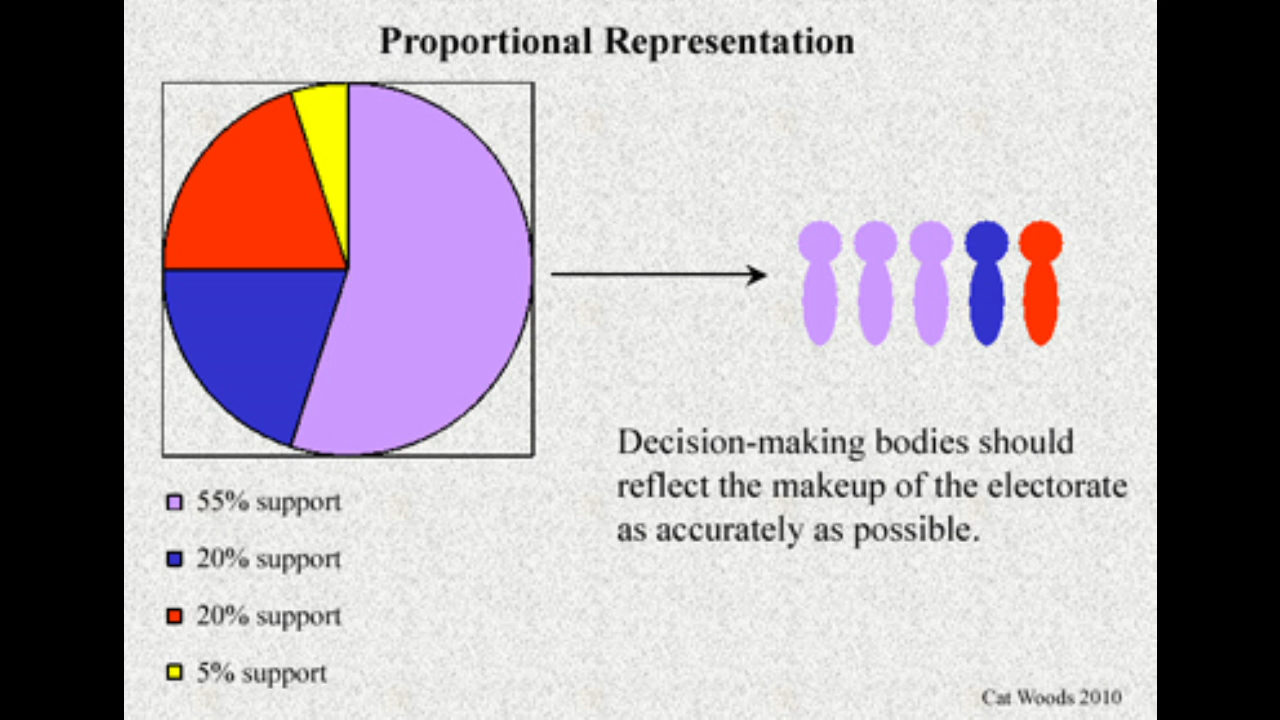 Proportional Representation
55% support
20% support
20% support
5% support
Decision-making bodies should
reflect the makeup of the electorate
as accurately as possible.
Cat Woods 2010